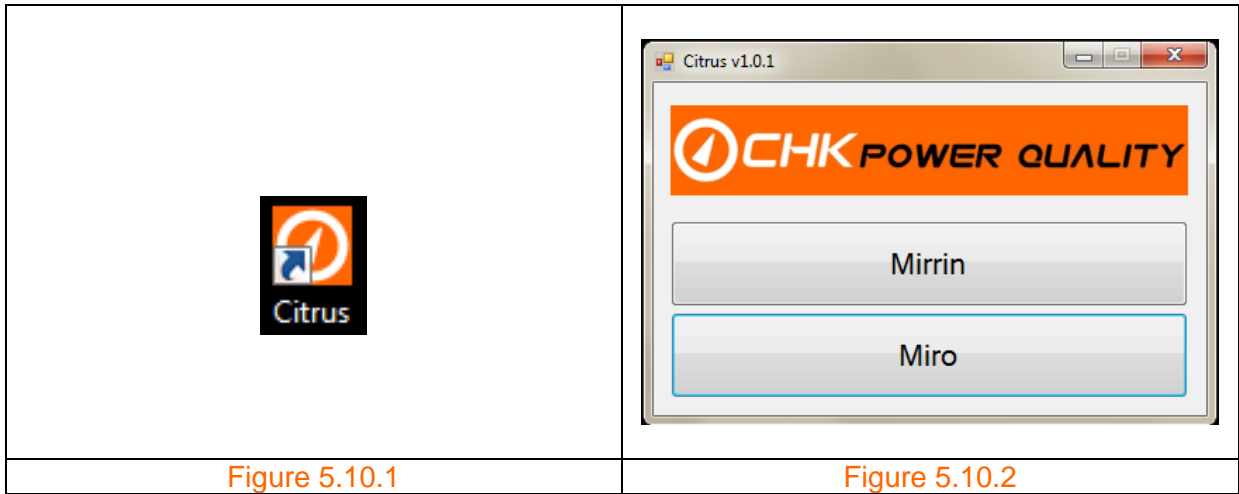 Citrus
Figure 5.10.1
Citrus v1.0.1
CHK POWER QUALITY
Mirrin
Miro
Figure 5.10.2